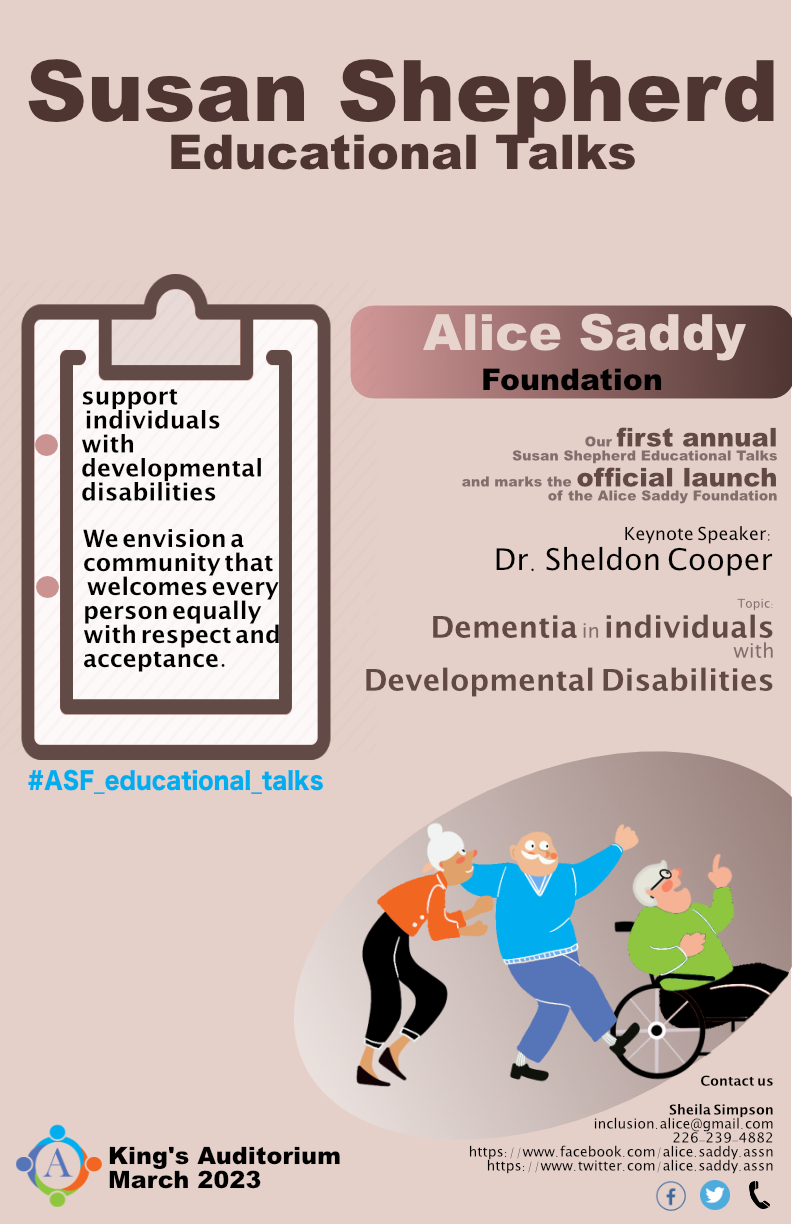 Susan Shepherd
Educational Talks
Alice Saddy
Foundation
support
individuals
with
developmental
disabilities
We envision a
community that
welcomes every
person equally
with respect and
acceptance.
#ASF_educational_talks
Our first annual
Susan Shepherd Educational Talks
and marks the official launch
of the Alice Saddy Foundation
Keynote Speaker:
Dr. Sheldon Cooper
Topic:
Dementia in individuals
with
Developmental Disabilities
Contact us
Sheila Simpson
inclusion.alice@gmail.com
226-239-4882
https://www.facebook.com/alice.saddy.assn
https://www.twitter.com/alice.saddy.assn
A
King's Auditorium
March 2023
f